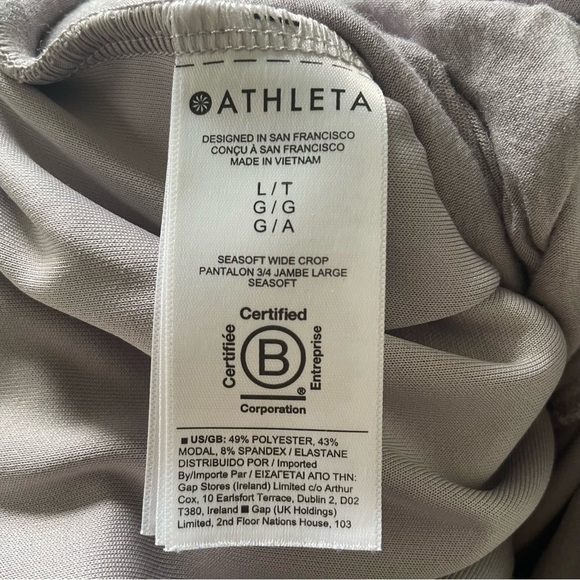 ATHLETA
DESIGNED IN SAN FRANCISCO
CONÇU À SAN FRANCISCO
MADE IN VIETNAM
L / T
G / G
G / A
SEASOFT WIDE CROP
PANTALON 3/4 JAMBE LARGE
SEASOFT
Certified
Certifiée
B
Entreprise
®
Corporation
■ US/GB: 49% POLYESTER, 43%
MODAL, 8% SPANDEX / ELASTANE
DISTRIBUIDO POR / Imported
By/Importe Par / ΕΙΣΑΓΕΤΑΙ ΑΠΟ ΤΗΝ:
Gap Stores (Ireland) Limited c/o Arthur
Cox, 10 Earlsfort Terrace, Dublin 2, D02
T380, Ireland ■ Gap (UK Holdings)
Limited, 2nd Floor Nations House, 103